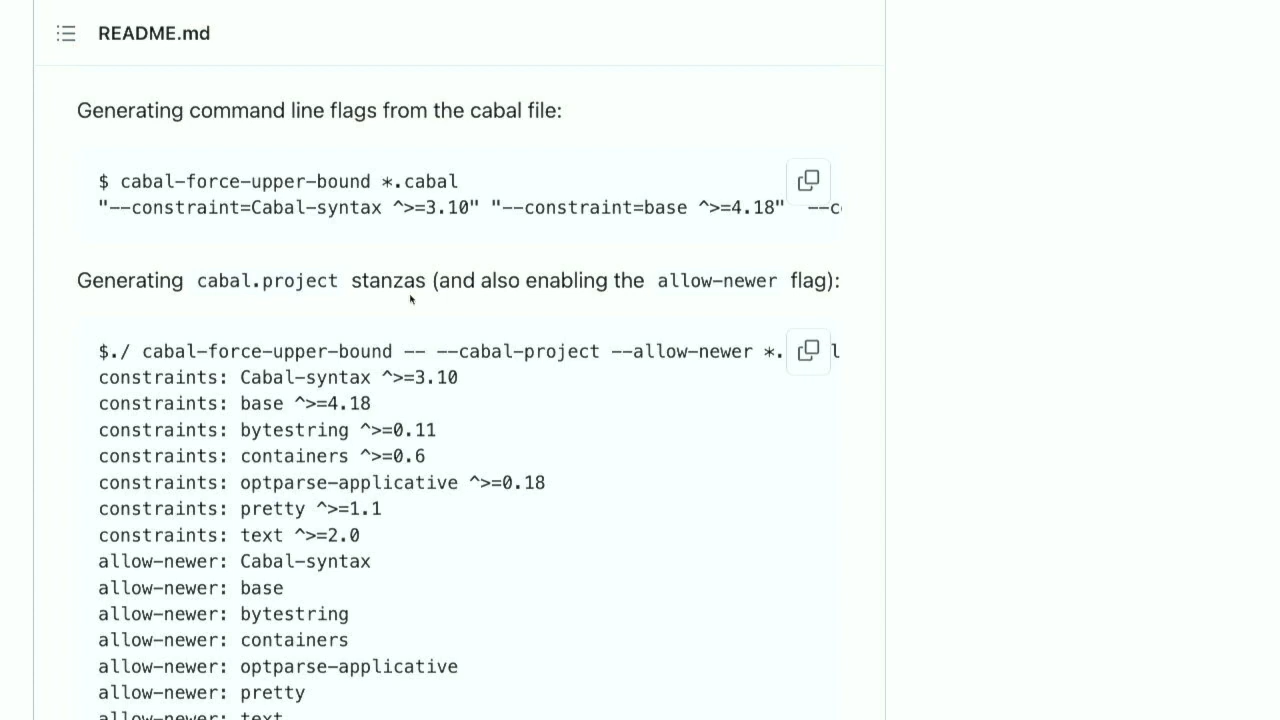 README.md
Generating command line flags from the cabal file:
$ cabal-force-upper-bound *.cabal
"--constraint=Cabal-syntax ^>=3.10" "--constraint=base ^>=4.18" --c
Generating cabal.project stanzas (and also enabling the allow-newer flag):
$./ cabal-force-upper-bound -- --cabal-project --allow-newer *. l
constraints: Cabal-syntax ^>=3.10
constraints: base ^>=4.18
constraints: bytestring ^>=0.11
constraints: containers ^>=0.6
constraints: optparse-applicative ^>=0.18
constraints: pretty ^>=1.1
constraints: text ^>=2.0
allow-newer: Cabal-syntax
allow-newer: base
allow-newer: bytestring
allow-newer: containers
allow-newer: optparse-applicative
allow-newer: pretty
allow-newer: text